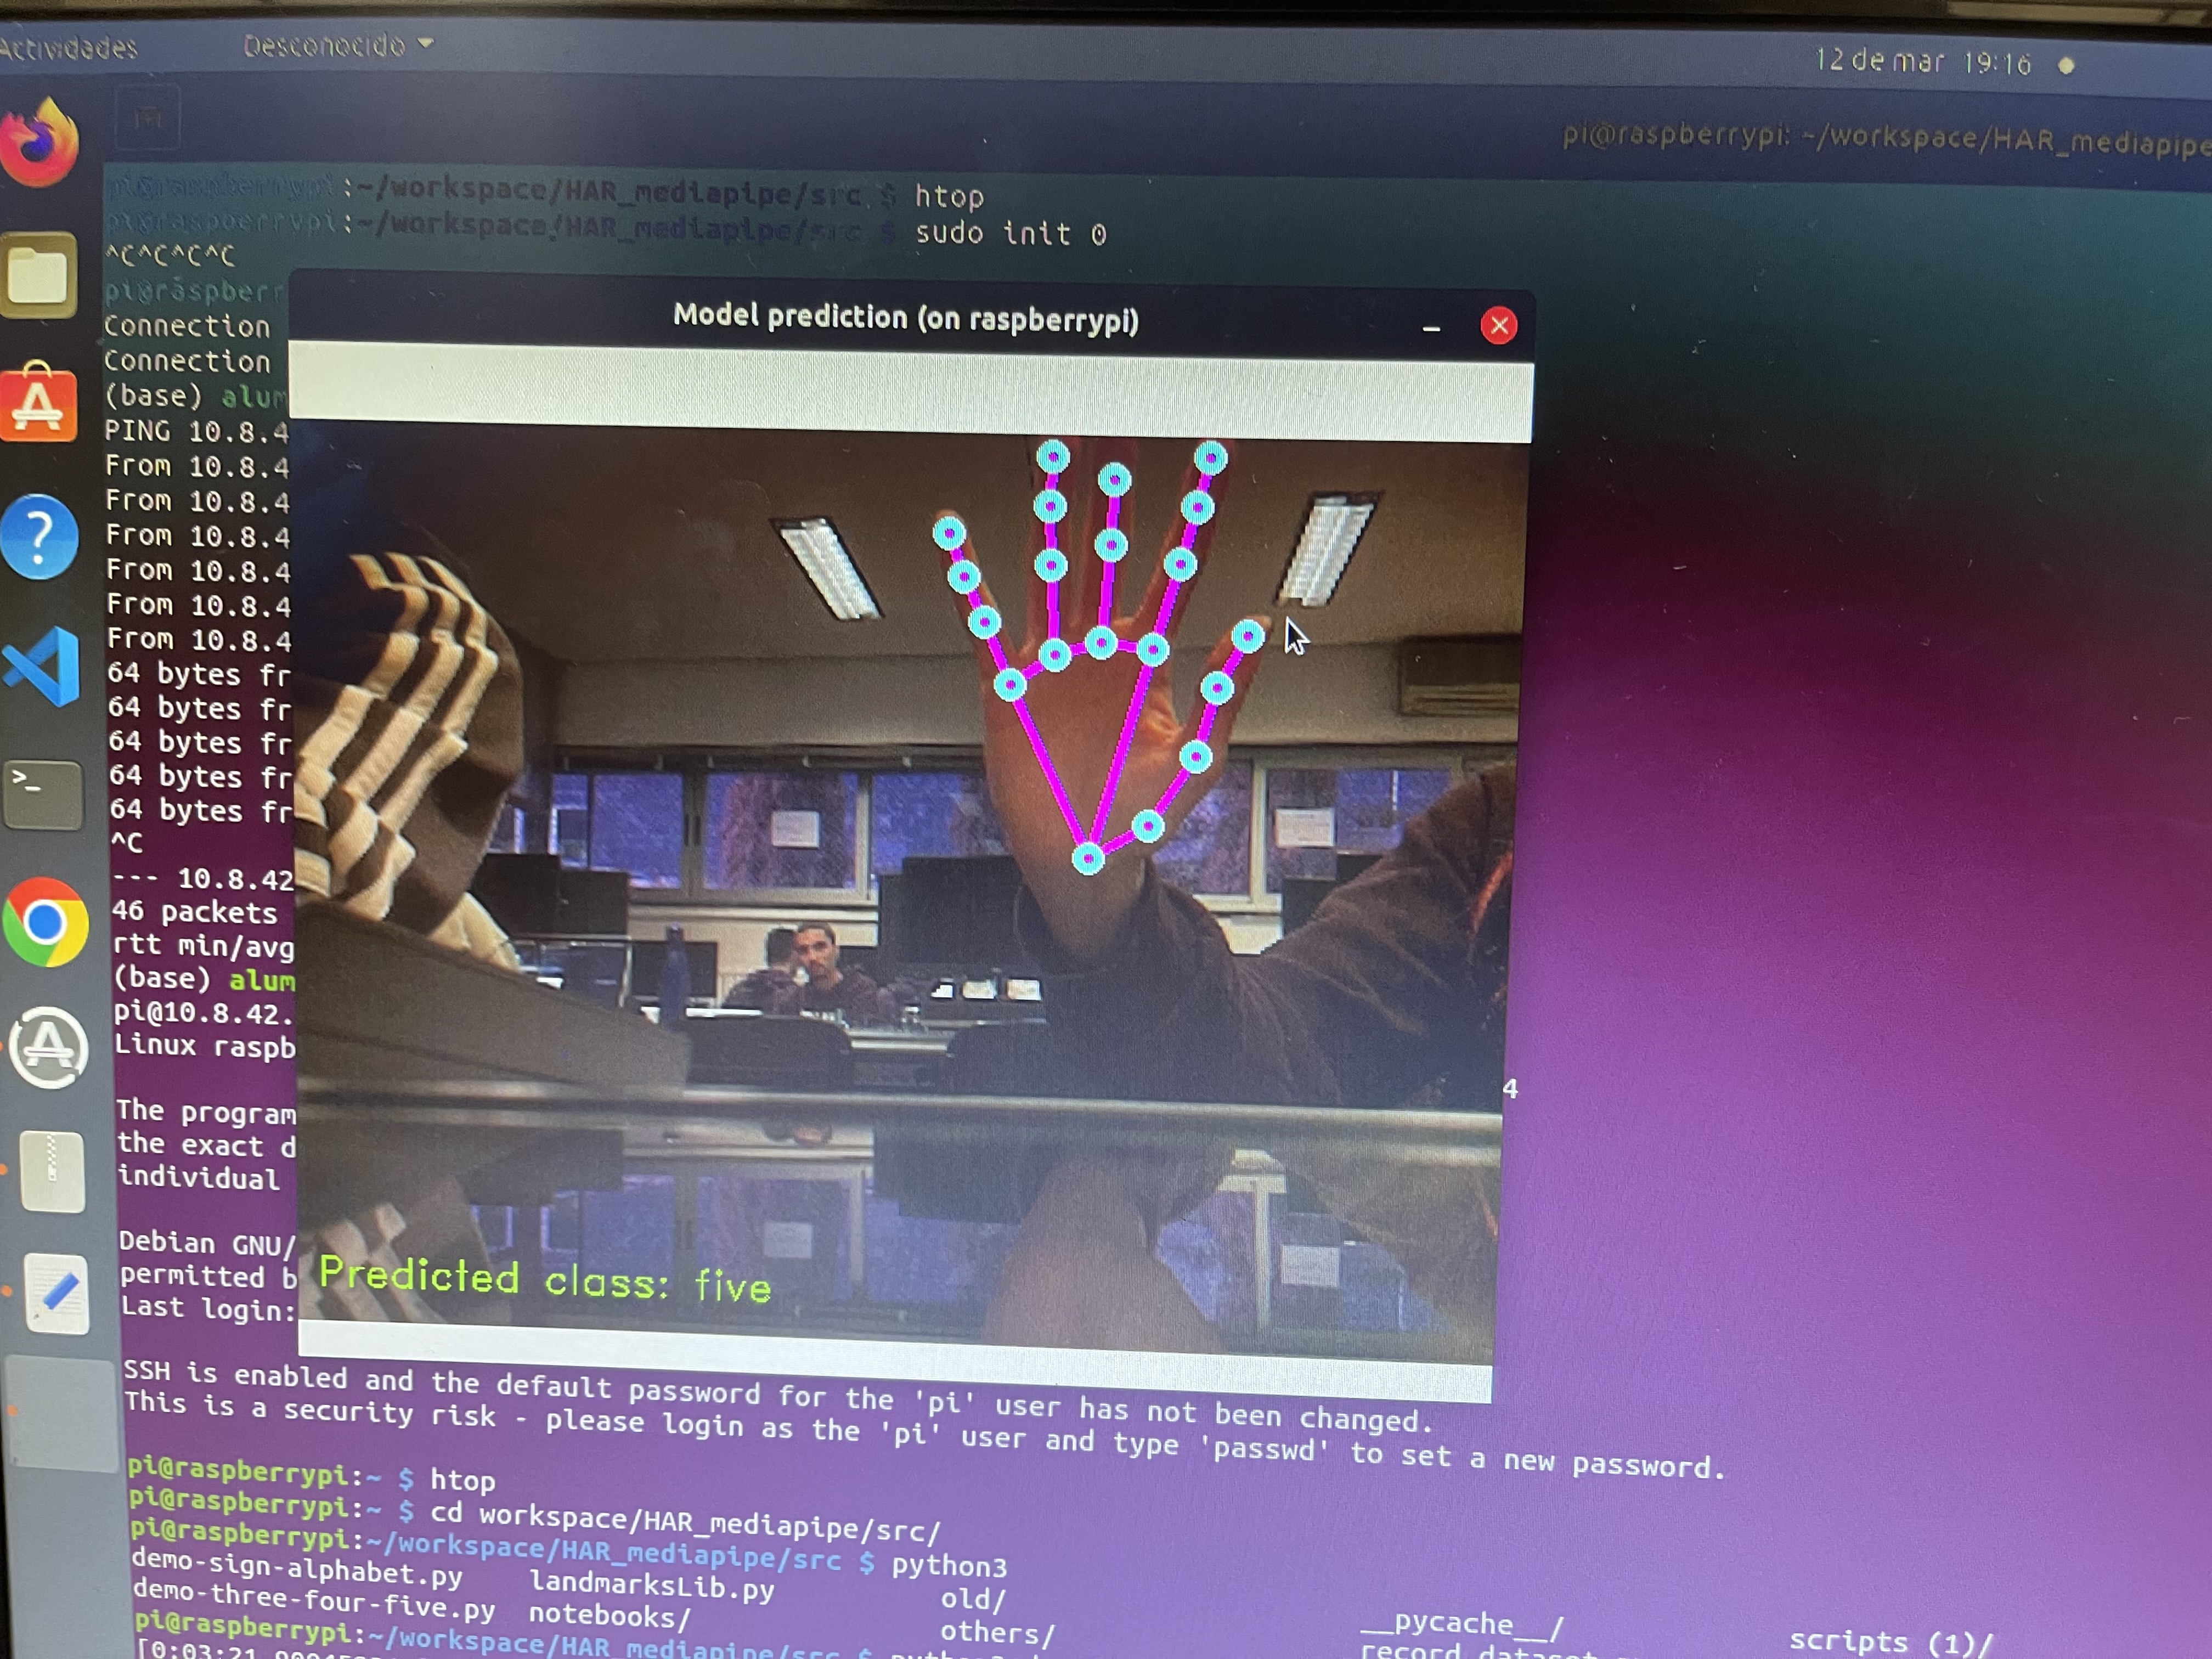 Actividades
Desconocido
12 de mar 19:16
pi@raspberrypi: ~/workspace/HAR_mediapipe
pi@raspberrypi:~/workspace/HAR_mediapipe/src $ htop
pi@raspberrypi:~/workspace/HAR_mediapipe/src $ sudo init 0
^C^C^C^C
pi@raspberr
Connection
Connection
(base) alum
PING 10.8.4
From 10.8.4
From 10.8.4
From 10.8.4
From 10.8.4
From 10.8.4
From 10.8.4
64 bytes fr
64 bytes fr
64 bytes fr
64 bytes fr
64 bytes fr
^C
--- 10.8.42
46 packets
rtt min/avg
(base) alum
pi@10.8.42.
Linux raspb
The program
the exact d
individual
Debian GNU/
permitted b
Last login:
Model prediction (on raspberrypi)
4
Predicted class: five
SSH is enabled and the default password for the 'pi' user has not been changed.
This is a security risk - please login as the 'pi' user and type 'passwd' to set a new password.
pi@raspberrypi:~ $ htop
pi@raspberrypi:~ $ cd workspace/HAR_mediapipe/src/
pi@raspberrypi:~/workspace/HAR_mediapipe/src $ python3
demo-sign-alphabet.py landmarksLib.py old/ __pycache__/ scripts (1)/
demo-three-four-five.py notebooks/ others/
pi@raspberrypi:~/workspace/HAR_mediapipe/src $